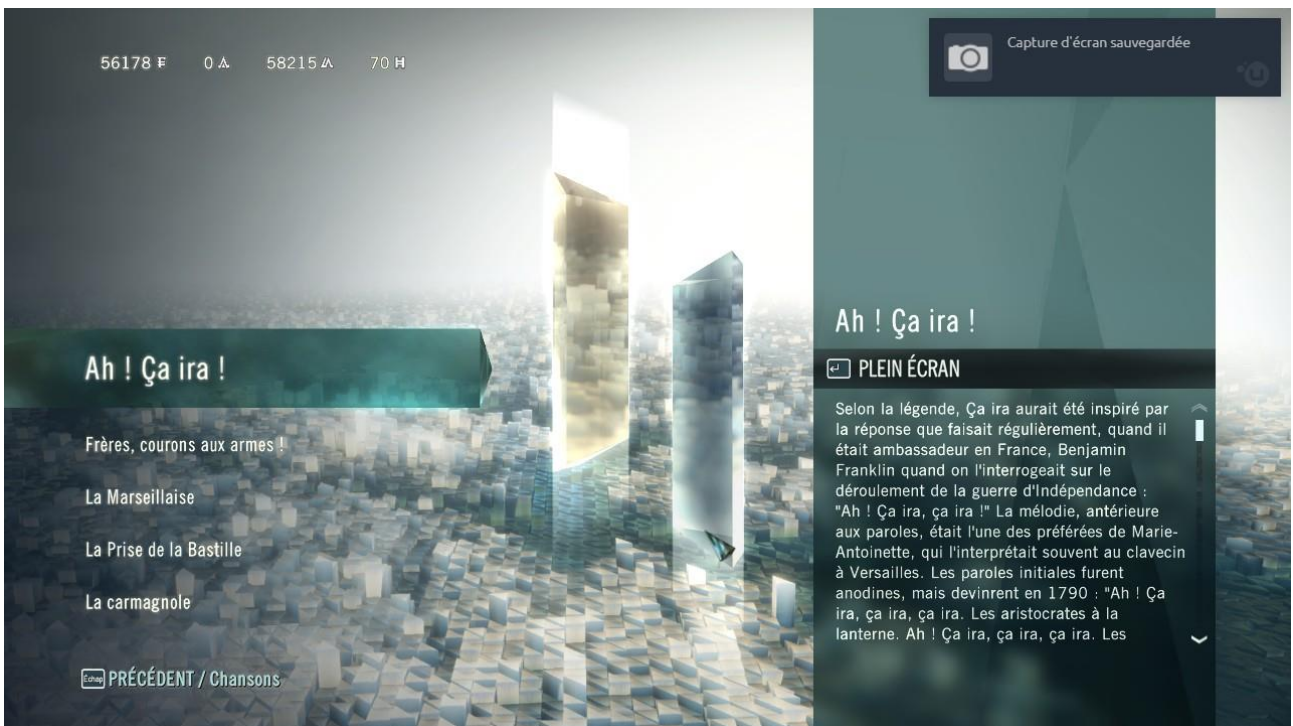 56178 ₣ 0 58215 70 H
Capture d'écran sauvegardée
Ah ! Ça ira !
Frères, courons aux armes !
La Marseillaise
La Prise de la Bastille
La carmagnole
Echap PRÉCÉDENT / Chansons
Ah ! Ça ira !
PLEIN ÉCRAN
Selon la légende, Ça ira aurait été inspiré par
la réponse que faisait régulièrement, quand il
était ambassadeur en France, Benjamin
Franklin quand on l'interrogeait sur le
déroulement de la guerre d'Indépendance :
"Ah ! Ça ira, ça ira !" La mélodie, antérieure
aux paroles, était l'une des préférées de Marie-
Antoinette, qui l'interprétait souvent au clavecin
à Versailles. Les paroles initiales furent
anodines, mais devinrent en 1790 : "Ah ! Ça
ira, ça ira, ça ira. Les aristocrates à la
lanterne. Ah ! Ça ira, ça ira, ça ira. Les